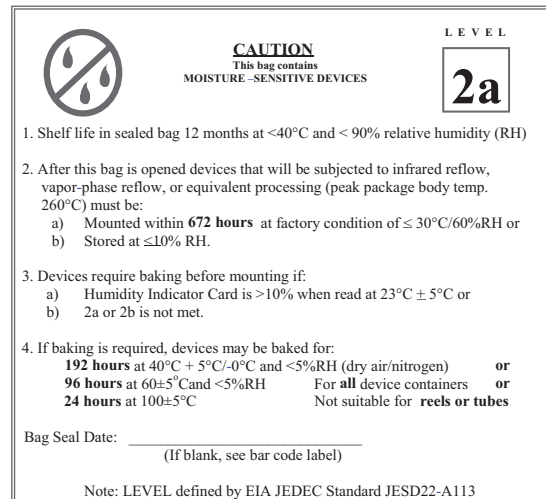 LEVEL
CAUTION
This bag contains
MOISTURE –SENSITIVE DEVICES
2a
1. Shelf life in sealed bag 12 months at <40°C and < 90% relative humidity (RH)
2. After this bag is opened devices that will be subjected to infrared reflow,
vapor-phase reflow, or equivalent processing (peak package body temp.
260°C) must be:
a) Mounted within 672 hours at factory condition of ≤ 30°C/60%RH or
b) Stored at ≤10% RH.
3. Devices require baking before mounting if:
a) Humidity Indicator Card is >10% when read at 23°C ± 5°C or
b) 2a or 2b is not met.
4. If baking is required, devices may be baked for:
192 hours at 40°C + 5°C/-0°C and <5%RH (dry air/nitrogen) or
96 hours at 60±5°Cand <5%RH For all device containers or
24 hours at 100±5°C Not suitable for reels or tubes
Bag Seal Date: ______________________________
(If blank, see bar code label)
Note: LEVEL defined by EIA JEDEC Standard JESD22-A113